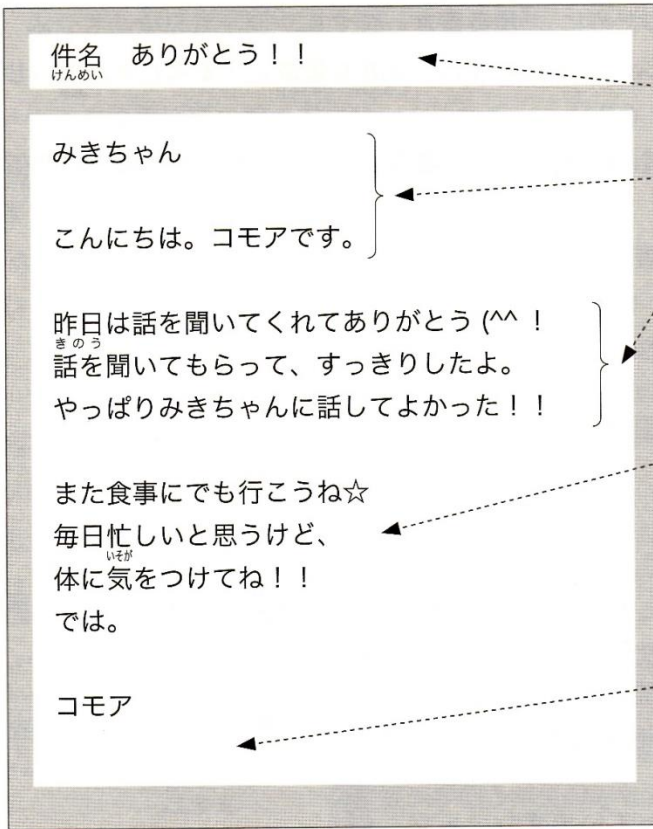 件名　ありがとう！！
けんめい
みきちゃん
こんにちは。コモアです。
昨日は話を聞いてくれてありがとう (^^ ！
きのう
話を聞いてもらって、すっきりしたよ。
やっぱりみきちゃんに話してよかった！！
また食事にでも行こうね☆
毎日忙しいと思うけど、
いそが
体に気をつけてね！！
では。
コモア